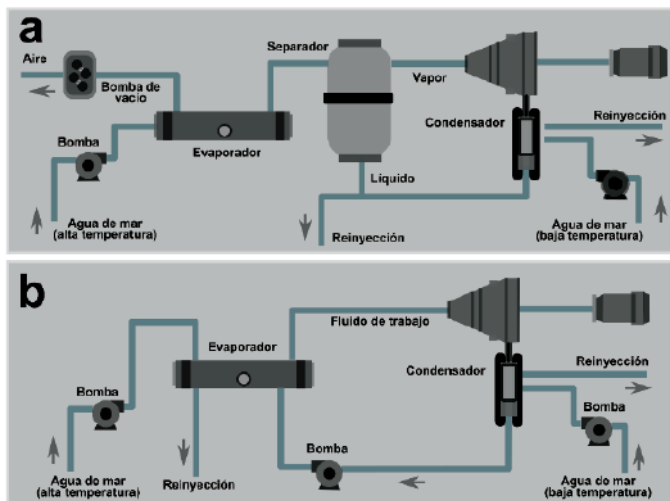 a
Aire
Bomba de
vacio
Separador
Vapor
Bomba
Evaporador
Condensador
Reinyección
Líquido
Agua de mar
(alta temperatura)
Reinyección
Agua de mar
(baja temperatura)
b
Fluido de trabajo
Evaporador
Condensador
Reinyección
Bomba
Bomba
Bomba
Agua de mar
(alta temperatura)
Reinyección
Agua de mar
(baja temperatura)